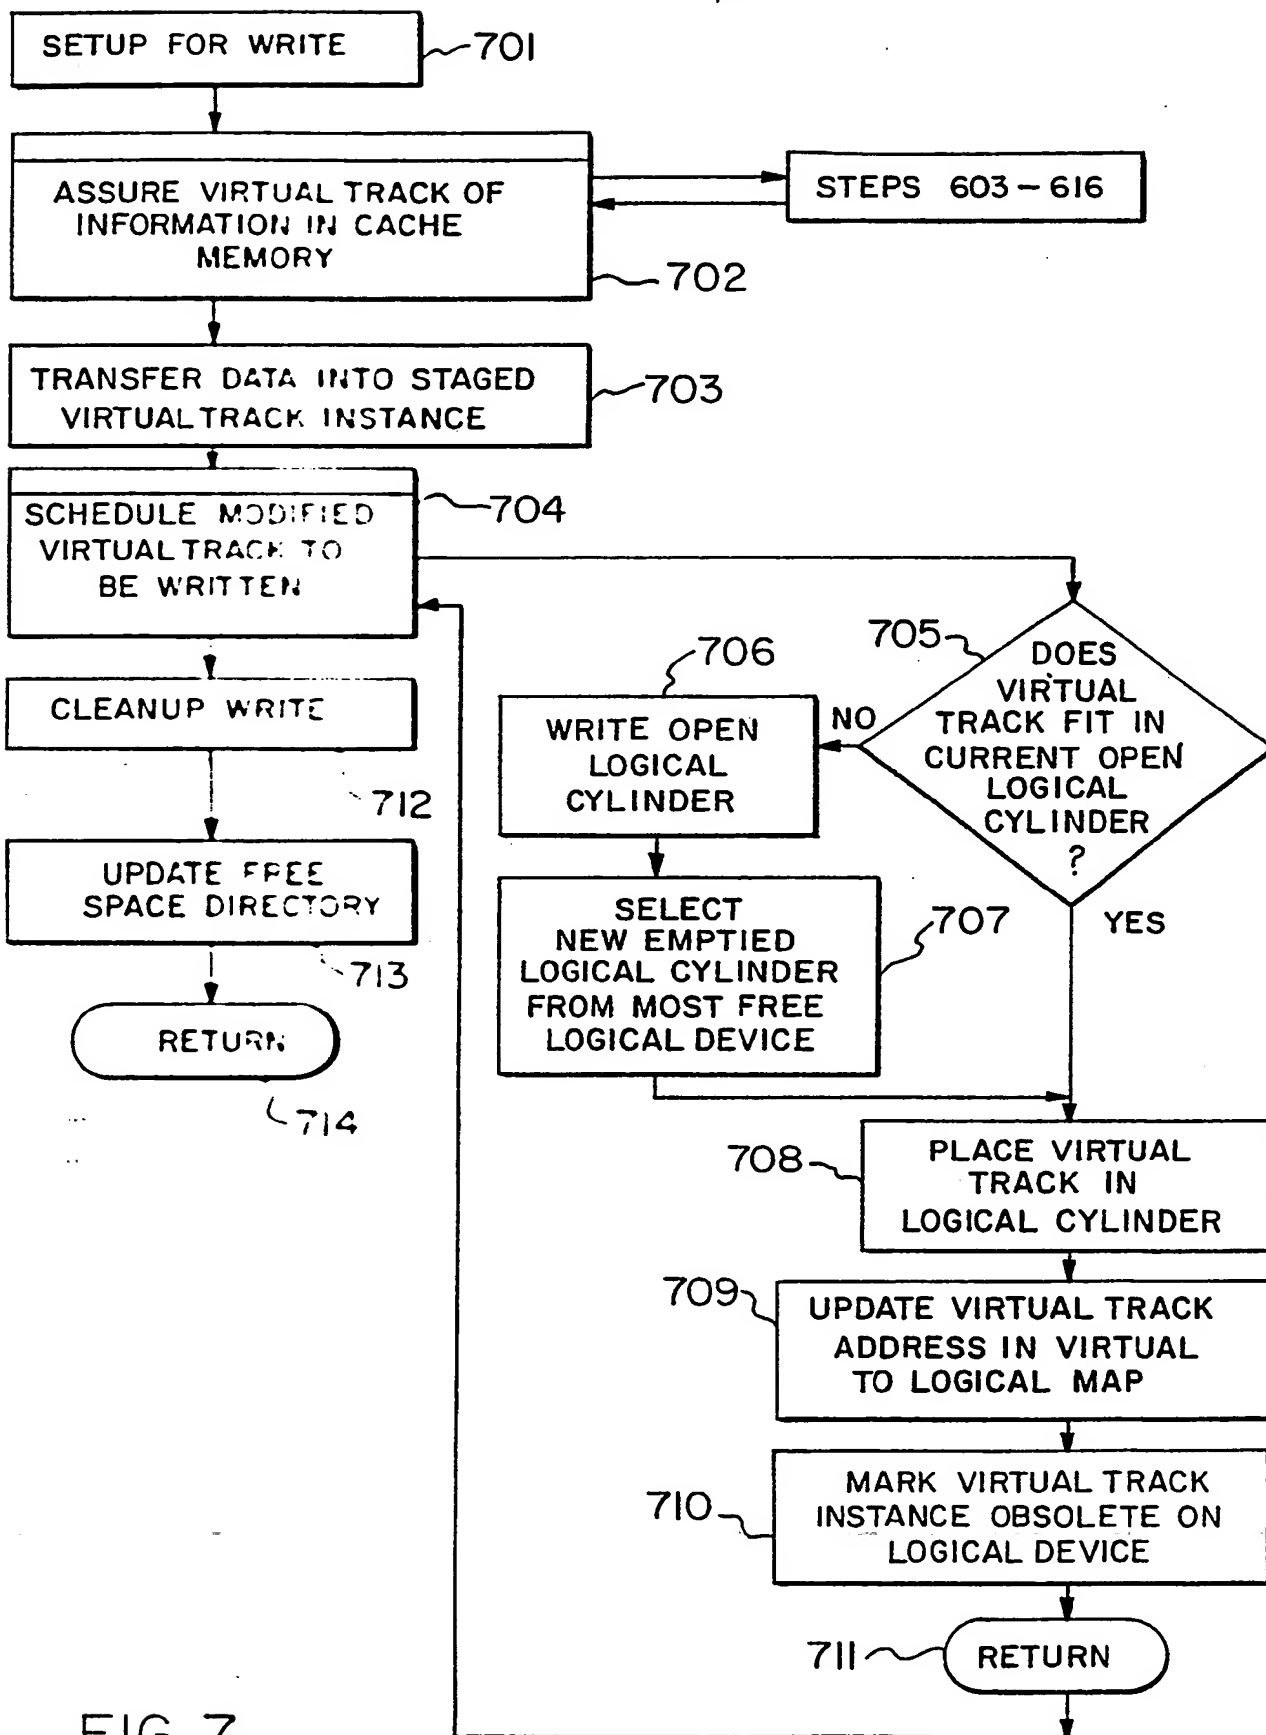 SETUP FOR WRITE
701
ASSURE VIRTUAL TRACK OF
INFORMATION IN CACHE
MEMORY
702
STEPS 603-616
TRANSFER DATA INTO STAGED
VIRTUAL TRACK INSTANCE
703
SCHEDULE MODIFIED
VIRTUAL TRACK TO
BE WRITTEN
704
CLEANUP WRITE
712
UPDATE FREE
SPACE DIRECTORY
713
RETURN
714
705
DOES
VIRTUAL
TRACK FIT IN
CURRENT OPEN
LOGICAL
CYLINDER
?
NO
YES
706
WRITE OPEN
LOGICAL
CYLINDER
SELECT
NEW EMPTIED
LOGICAL CYLINDER
FROM MOST FREE
LOGICAL DEVICE
707
708
PLACE VIRTUAL
TRACK IN
LOGICAL CYLINDER
709
UPDATE VIRTUAL TRACK
ADDRESS IN VIRTUAL
TO LOGICAL MAP
710
MARK VIRTUAL TRACK
INSTANCE OBSOLETE ON
LOGICAL DEVICE
711
RETURN
FIG 7